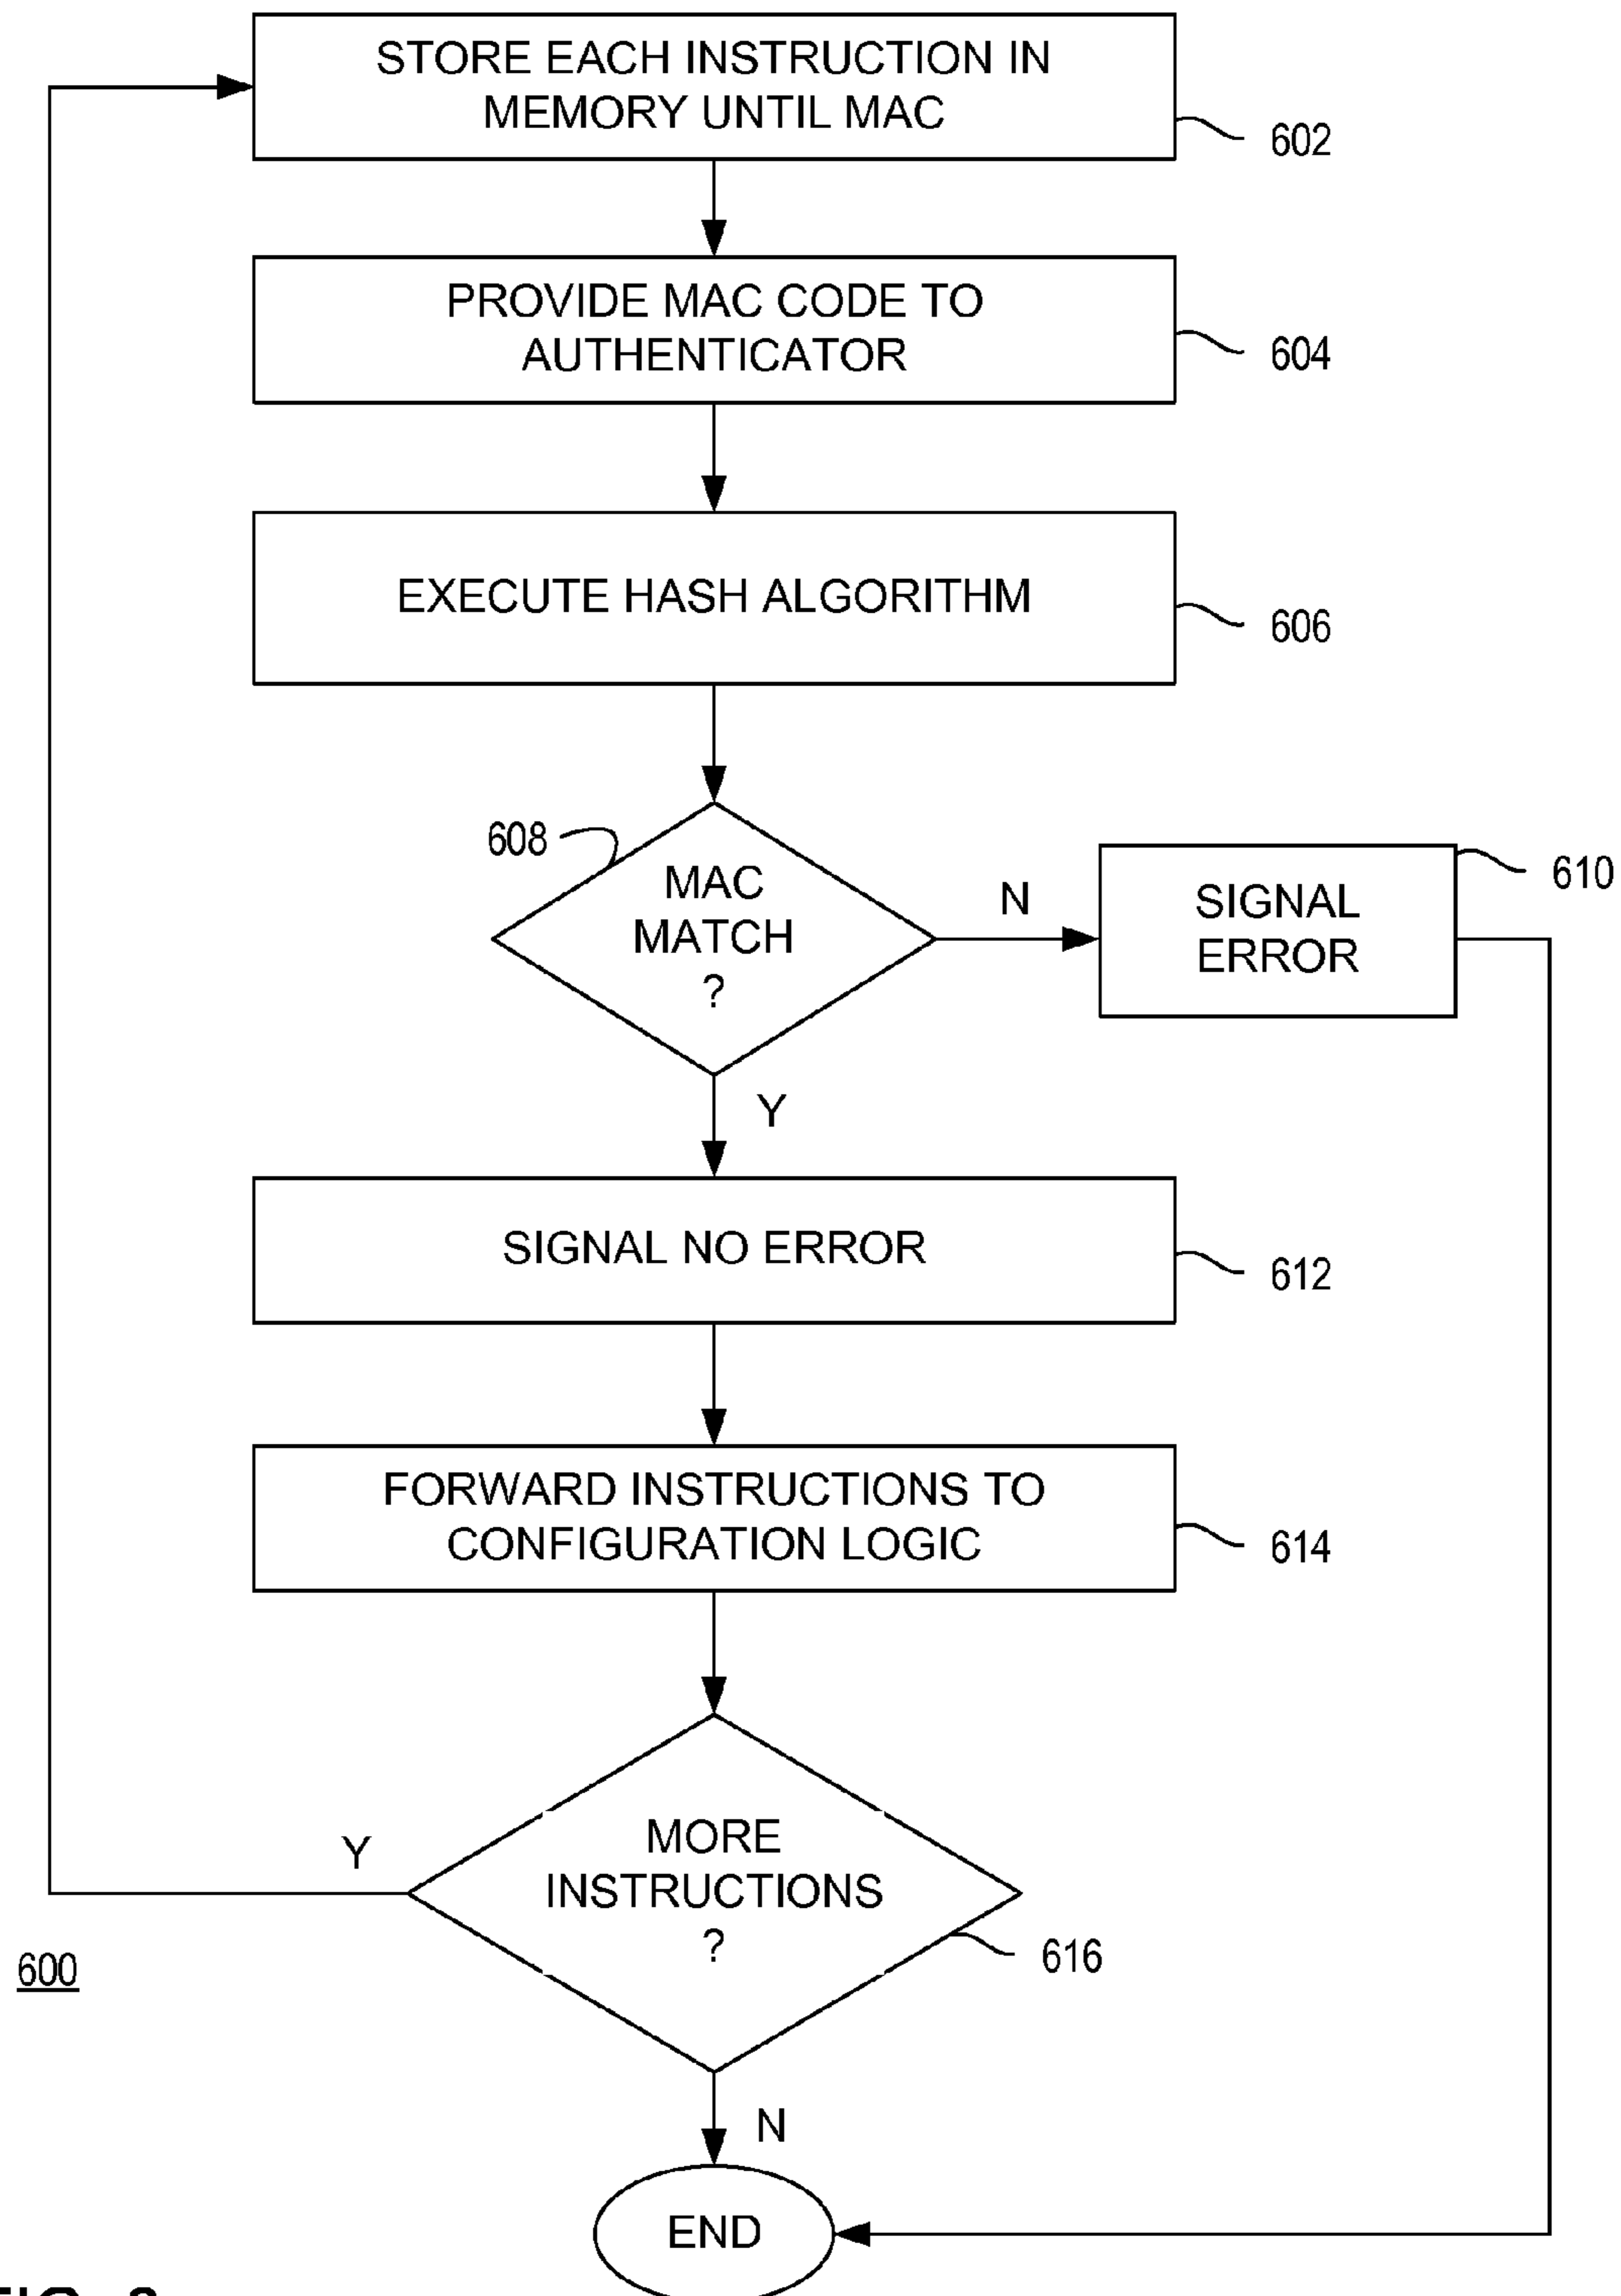 STORE EACH INSTRUCTION IN
MEMORY UNTIL MAC
602
PROVIDE MAC CODE TO
AUTHENTICATOR
604
EXECUTE HASH ALGORITHM
606
608
MAC
MATCH
?
N
SIGNAL
ERROR
610
Y
SIGNAL NO ERROR
612
FORWARD INSTRUCTIONS TO
CONFIGURATION LOGIC
614
Y
MORE
INSTRUCTIONS
?
616
600
N
END